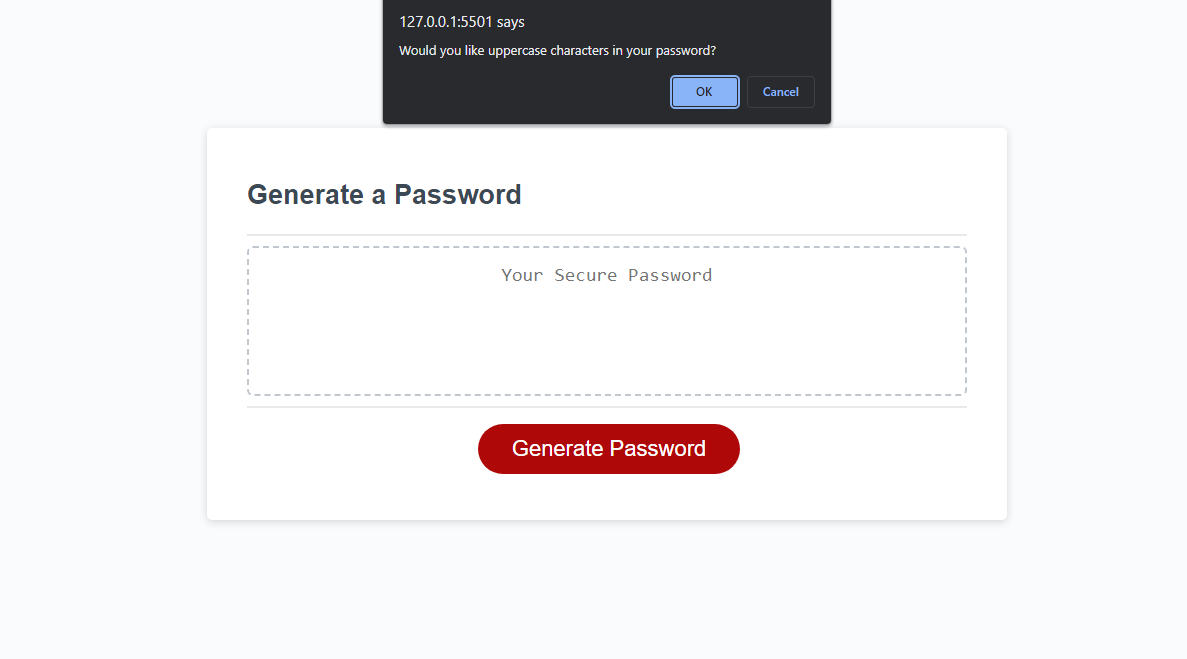 127.0.0.1:5501 says
Would you like uppercase characters in your password?
OK Cancel
Generate a Password
Your Secure Password
Generate Password